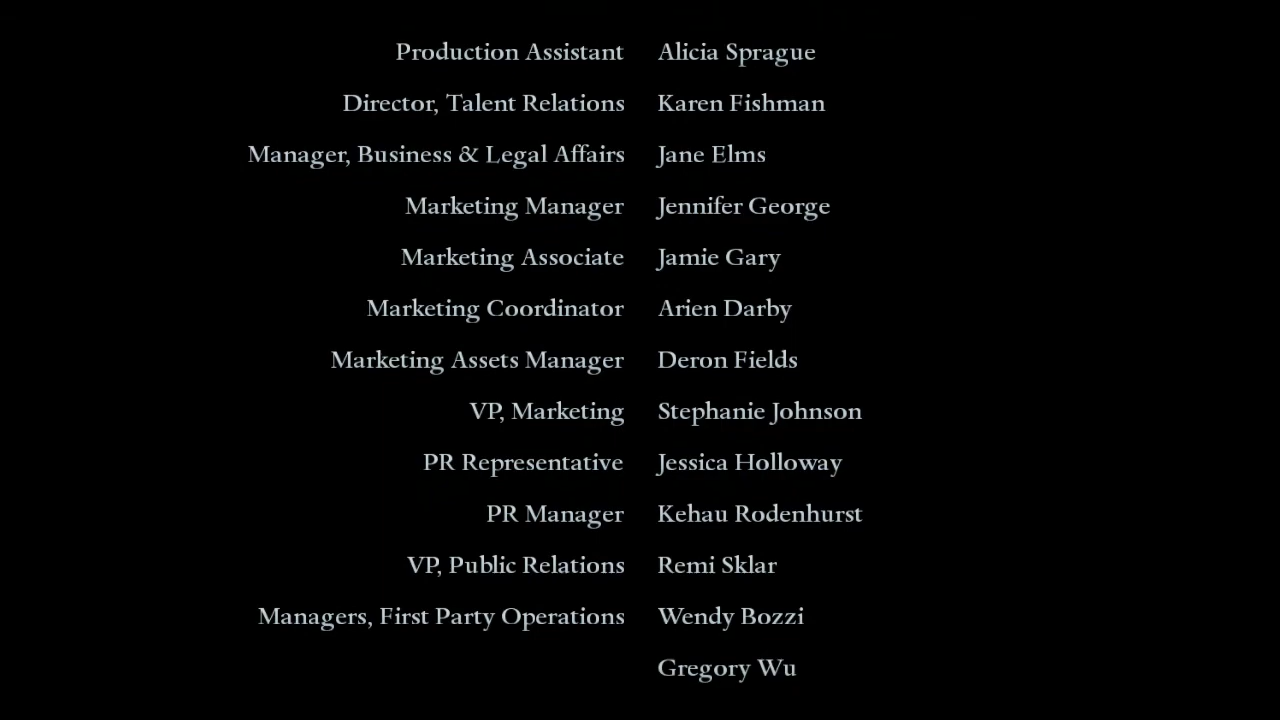 Production Assistant Alicia Sprague
Director, Talent Relations Karen Fishman
Manager, Business & Legal Affairs Jane Elms
Marketing Manager Jennifer George
Marketing Associate Jamie Gary
Marketing Coordinator Arien Darby
Marketing Assets Manager Deron Fields
VP, Marketing Stephanie Johnson
PR Representative Jessica Holloway
PR Manager Kehau Rodenhurst
VP, Public Relations Remi Sklar
Managers, First Party Operations Wendy Bozzi
Gregory Wu